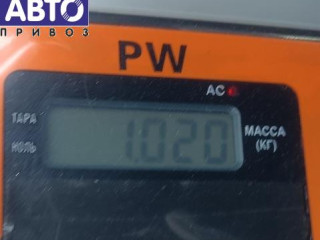 АВТО
ПРИВОЗ
PW
AC
ТАРА
НОЛЬ
1.020
МАССА
(КГ)